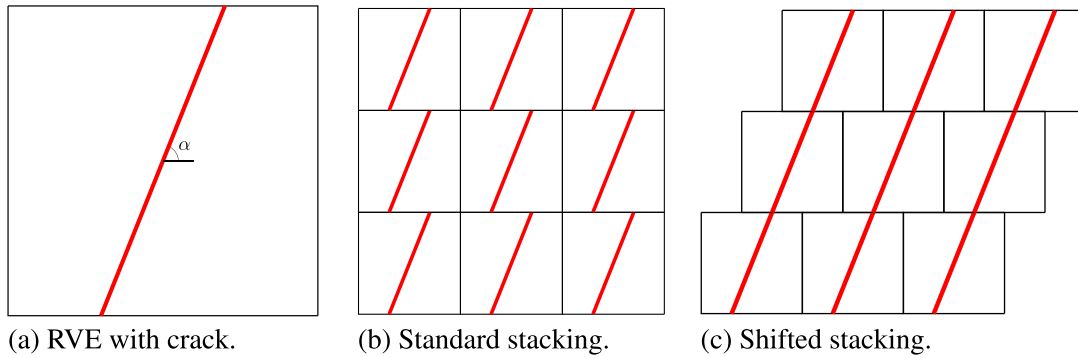 α
(a) RVE with crack.
(b) Standard stacking.
(c) Shifted stacking.